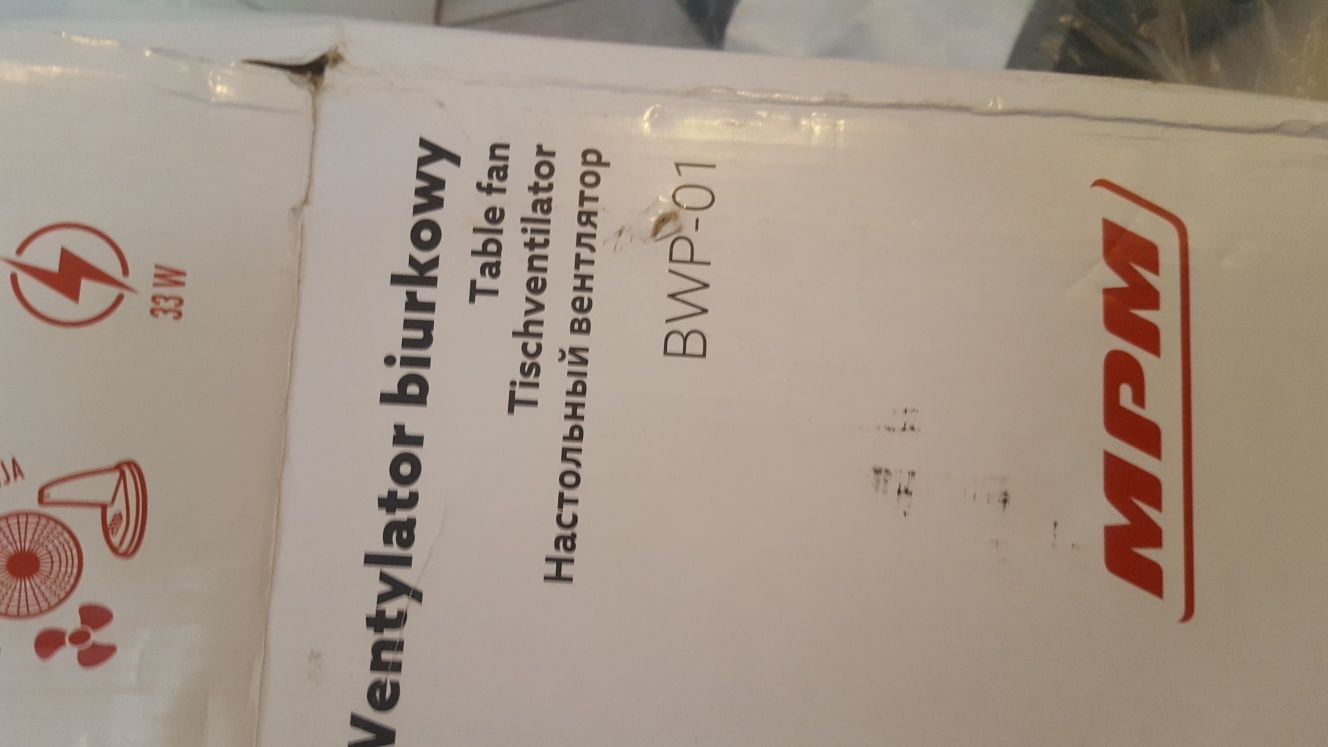 Ventylator biurkowy
Table fan
Tischventilator
Настольный вентлятор
BWP-01
MPM
33 W